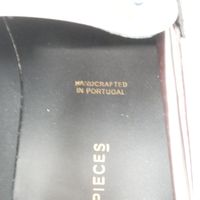 HANDCRAFTED
IN PORTUGAL
PIECES